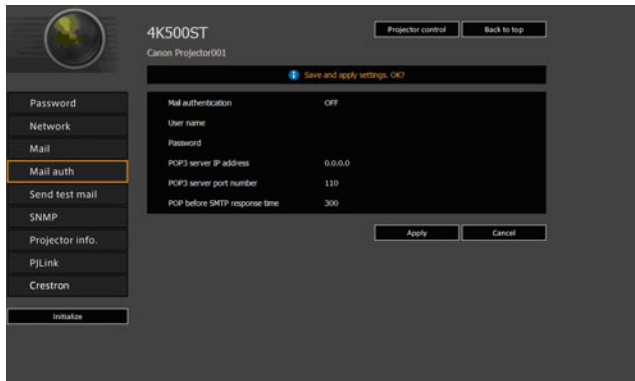 4K500ST
Projector control
Back to top
Canon Projector001
Save and apply settings. OK?
Password
Network
Mail
Mail auth
Send test mail
SNMP
Projector info.
PJLink
Crestron
Initialize
Mail authentication OFF
User name
Password
POP3 server IP address 0.0.0.0
POP3 server port number 110
POP before SMTP response time 300
Apply
Cancel